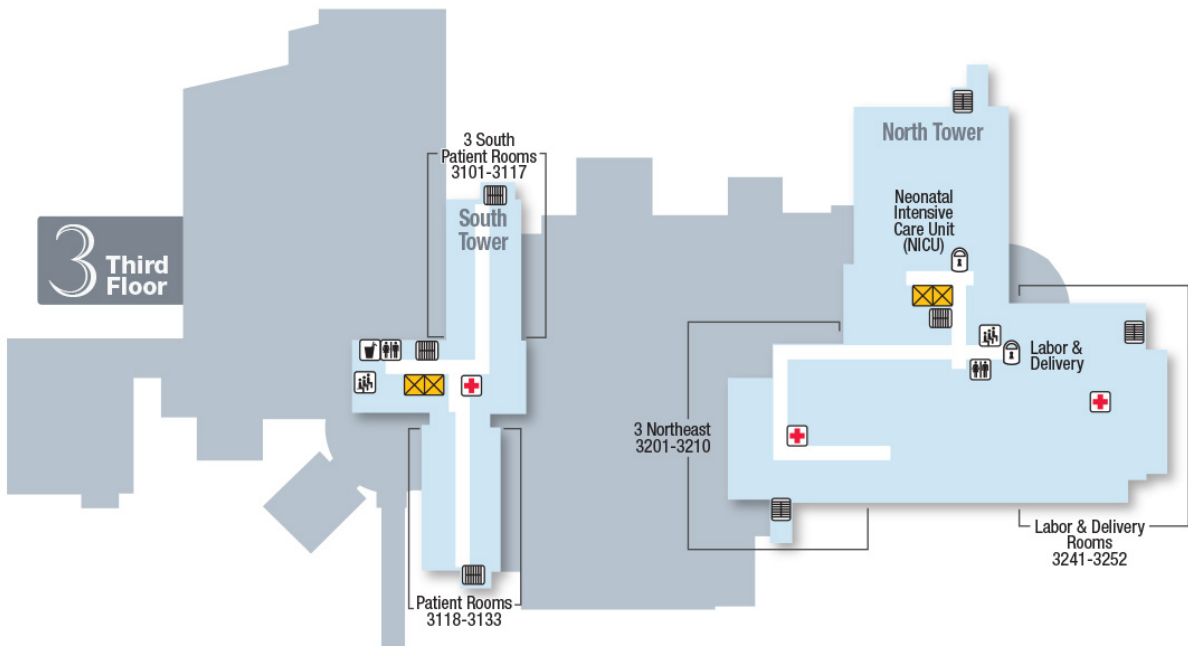 3 Third
Floor
3 South
Patient Rooms
3101-3117
South
Tower
Patient Rooms
3118-3133
North Tower
Neonatal
Intensive
Care Unit
(NICU)
Labor &
Delivery
3 Northeast
3201-3210
Labor & Delivery
Rooms
3241-3252